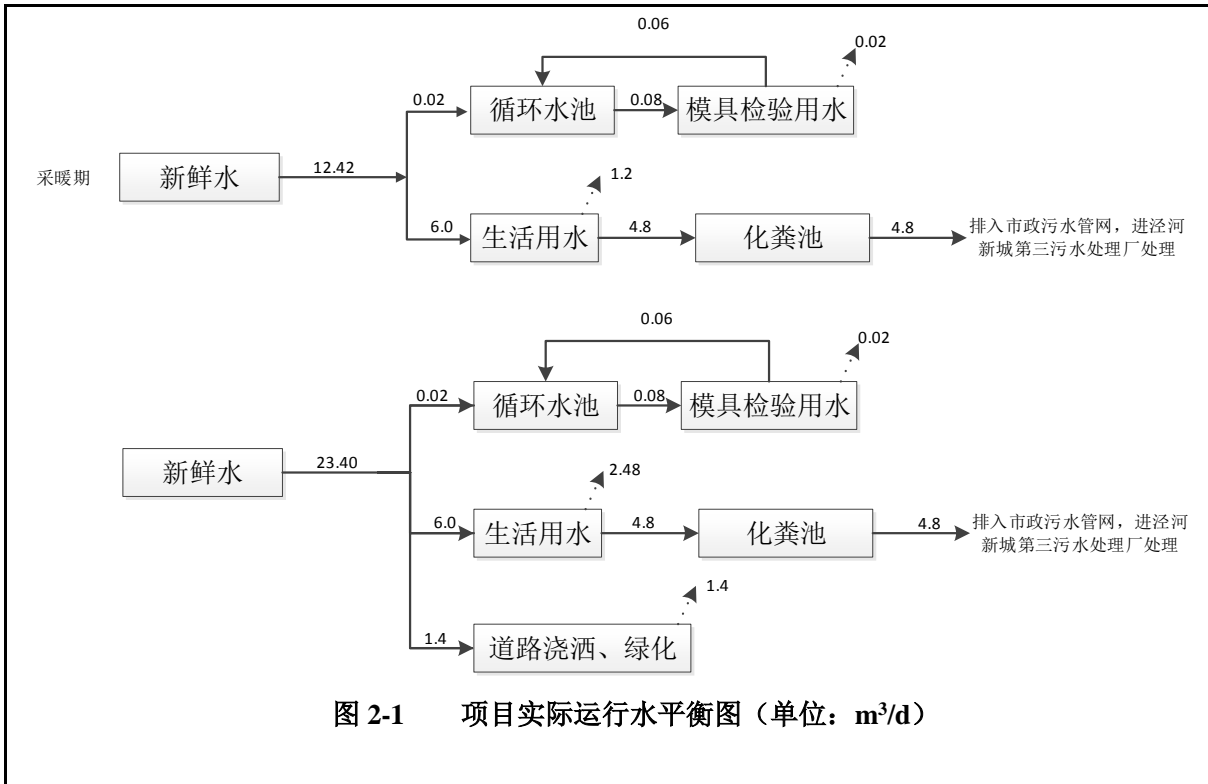 0.06
0.02
0.02
循环水池
0.08
模具检验用水
采暖期
新鲜水
12.42
1.2
6.0
生活用水
4.8
化粪池
4.8
排入市政污水管网，进泾河
新城第三污水处理厂处理
0.06
0.02
0.02
循环水池
0.08
模具检验用水
新鲜水
23.40
2.48
6.0
生活用水
4.8
化粪池
4.8
排入市政污水管网，进泾河
新城第三污水处理厂处理
1.4
1.4
道路浇洒、绿化
图 2-1 项目实际运行水平衡图（单位：m³/d）